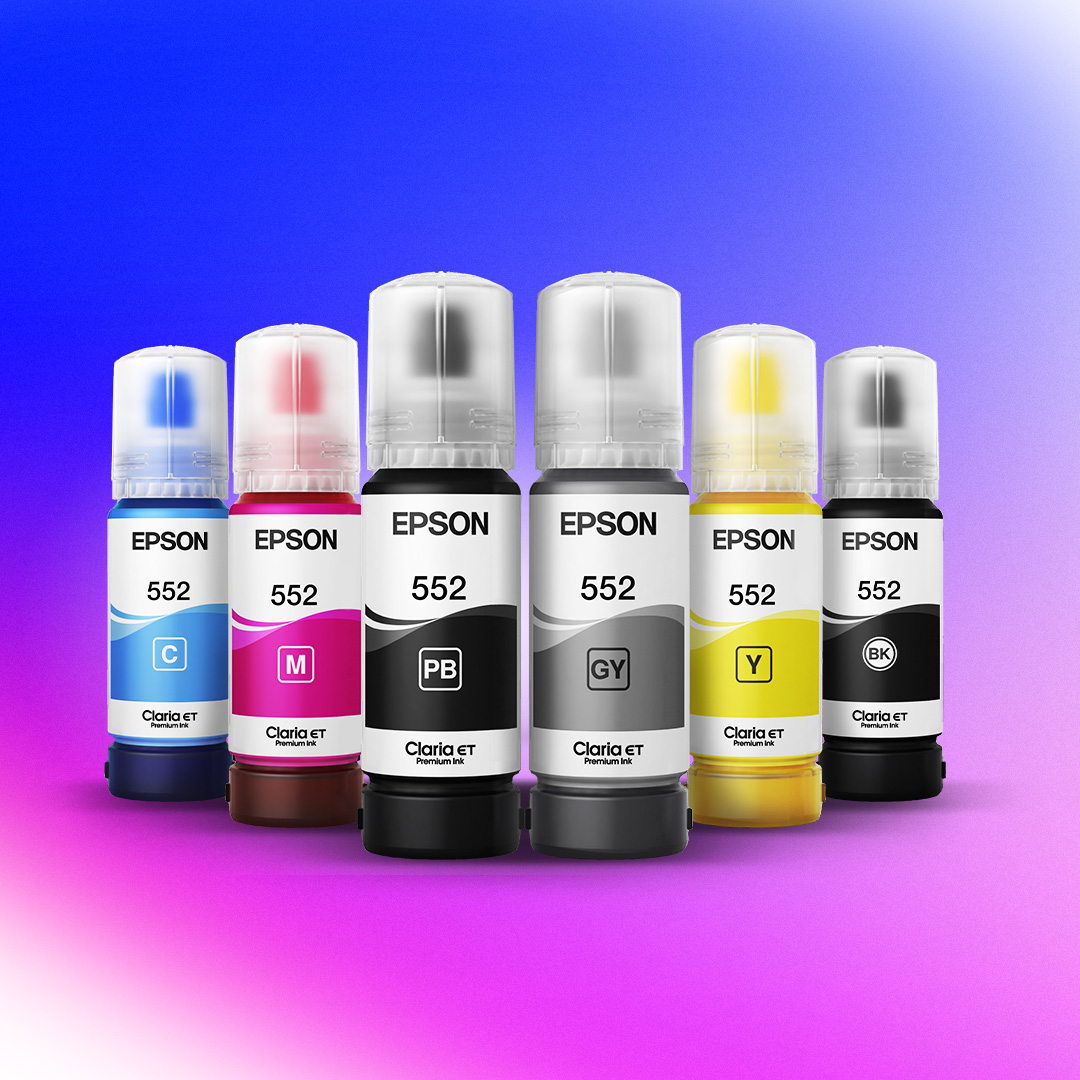 EPSON
552
C
Claria ET
Premium Ink
EPSON
552
M
Claria ET
Premium Ink
EPSON
552
PB
Claria ET
Premium Ink
EPSON
552
GY
Claria ET
Premium Ink
EPSON
552
Y
Claria ET
Premium Ink
EPSON
552
BK
Claria ET
Premium Ink